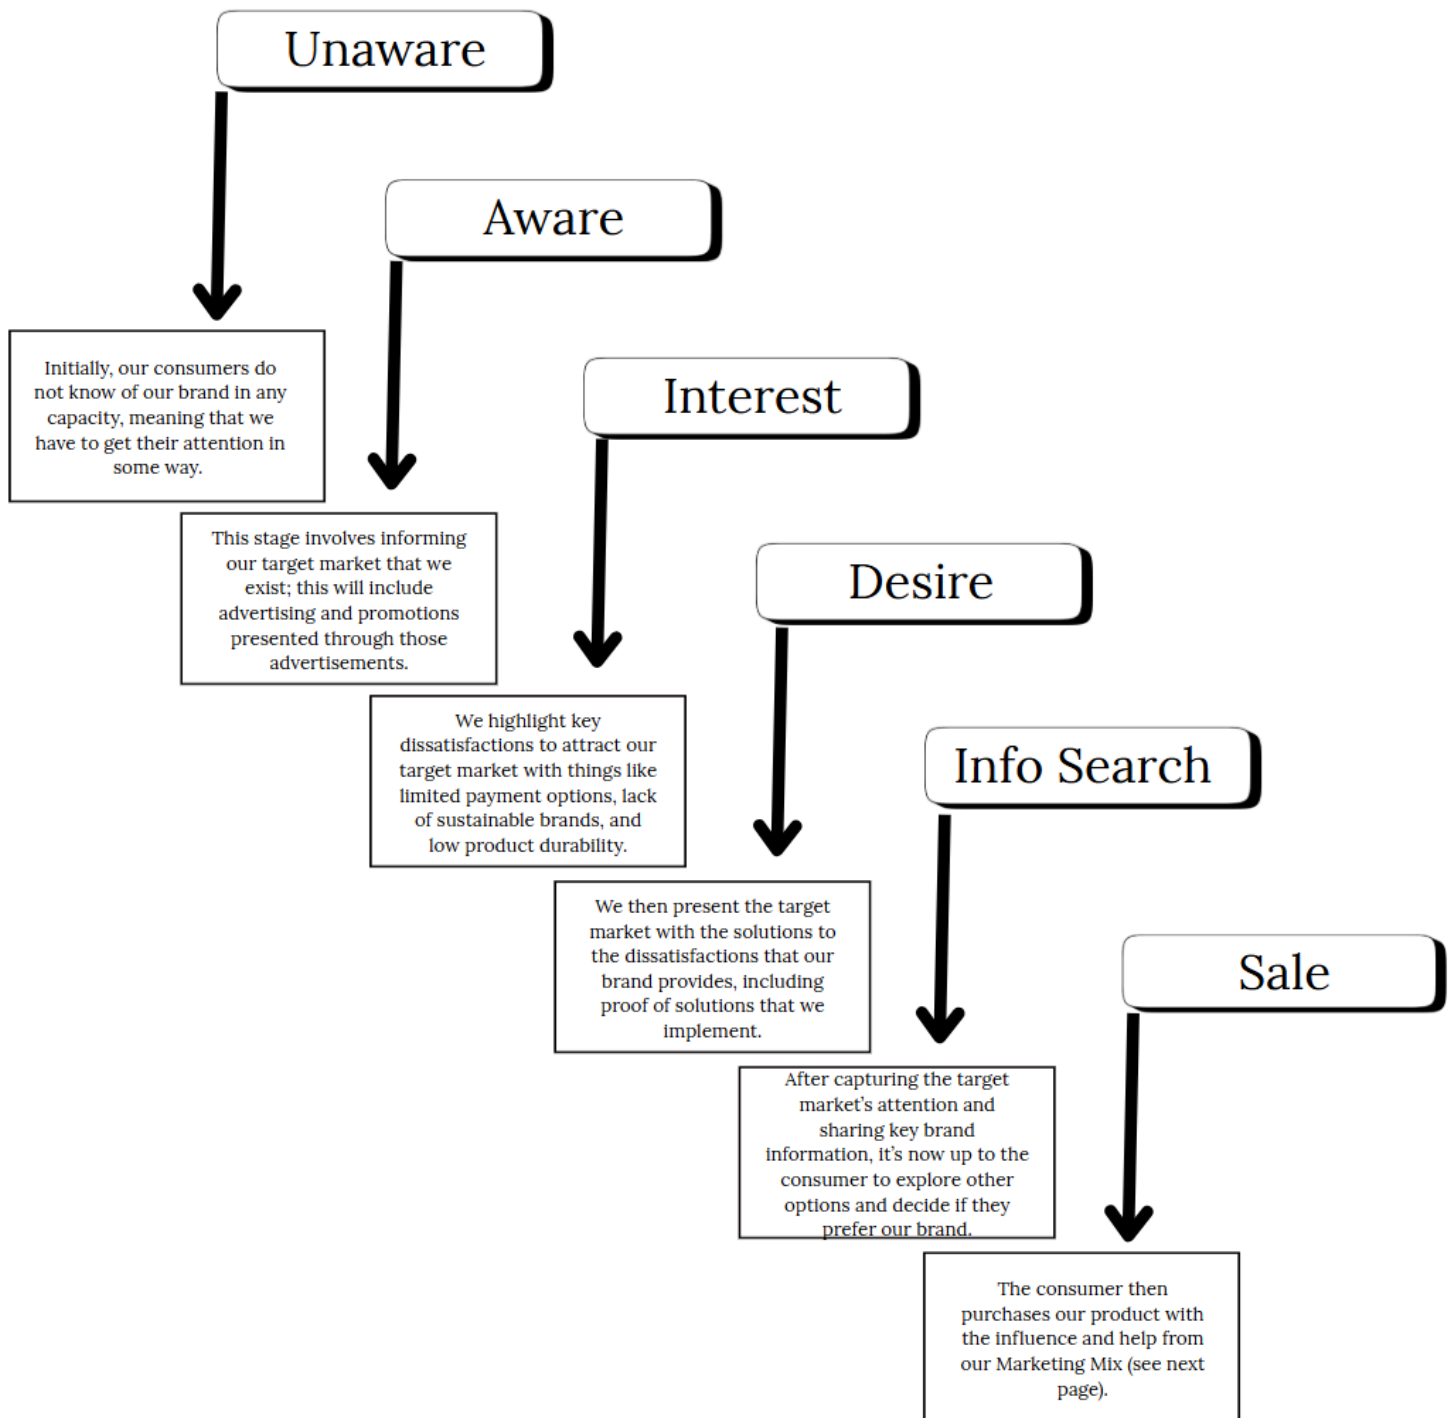 Unaware
Initially, our consumers do
not know of our brand in any
capacity, meaning that we
have to get their attention in
some way.
Aware
This stage involves informing
our target market that we
exist; this will include
advertising and promotions
presented through those
advertisements.
Interest
We highlight key
dissatisfactions to attract our
target market with things like
limited payment options, lack
of sustainable brands, and
low product durability.
Desire
We then present the target
market with the solutions to
the dissatisfactions that our
brand provides, including
proof of solutions that we
implement.
Info Search
After capturing the target
market’s attention and
sharing key brand
information, it’s now up to the
consumer to explore other
options and decide if they
prefer our brand.
Sale
The consumer then
purchases our product with
the influence and help from
our Marketing Mix (see next
page).